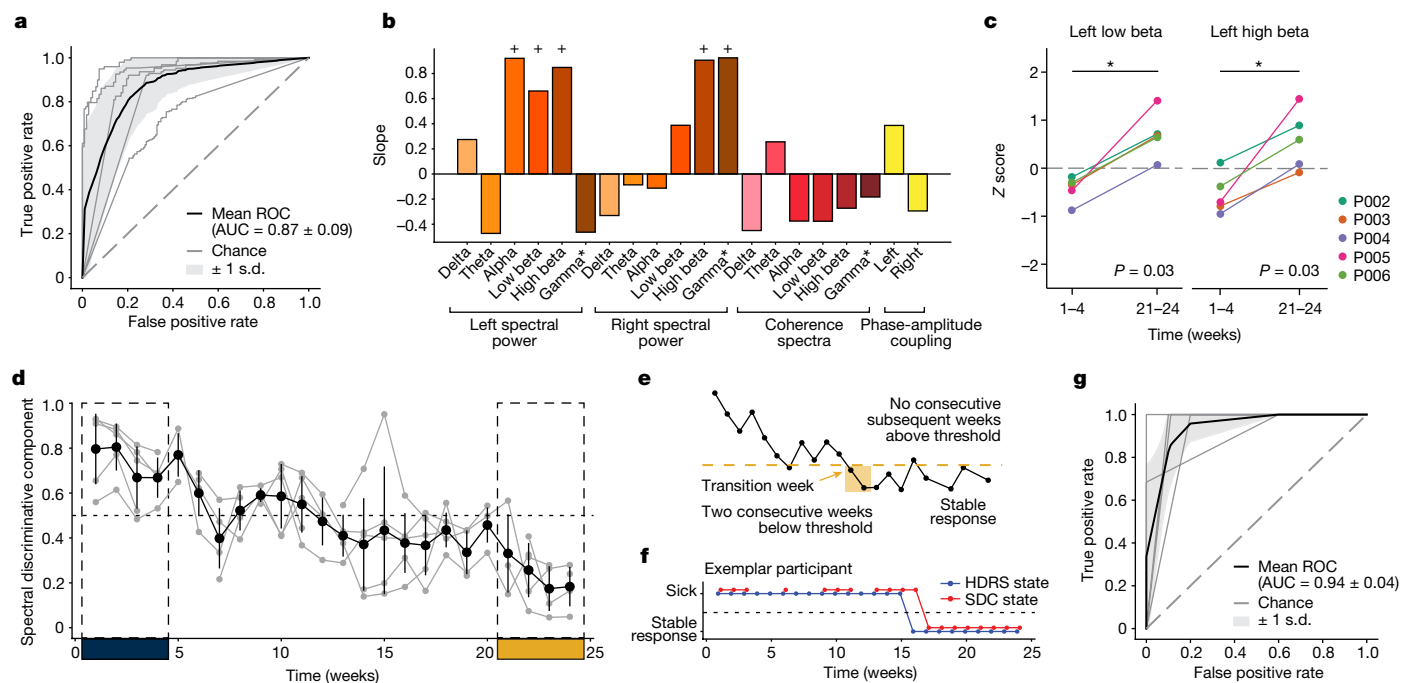 a
True positive rate
1.0
0.8
0.6
0.4
0.2
0
0
0.2
0.4
0.6
0.8
1.0
False positive rate
Mean ROC
(AUC = 0.87 ± 0.09)
Chance
± 1 s.d.
b
Slope
0.8
0.6
0.4
0.2
0
−0.2
−0.4
+ + + + +
Delta
Theta
Alpha
Low beta
High beta
Gamma*
Delta
Theta
Alpha
Low beta
High beta
Gamma*
Delta
Theta
Alpha
Low beta
High beta
Gamma*
Left
Right
Left spectral
power
Right spectral
power
Coherence
spectra
Phase-amplitude
coupling
c
Left low beta
Left high beta
Z score
2
1
0
−1
−2
*
*
P = 0.03
P = 0.03
1–4
21–24
1–4
21–24
Time (weeks)
P002
P003
P004
P005
P006
d
Spectral discriminative component
1.0
0.8
0.6
0.4
0.2
0
0
5
10
15
20
25
Time (weeks)
e
No consecutive
subsequent weeks
above threshold
Transition week
Two consecutive weeks
below threshold
Stable
response
f
Exemplar participant
Sick
Stable
response
HDRS state
SDC state
0
5
10
15
20
25
Time (weeks)
g
True positive rate
1.0
0.8
0.6
0.4
0.2
0
0
0.2
0.4
0.6
0.8
1.0
False positive rate
Mean ROC
(AUC = 0.94 ± 0.04)
Chance
± 1 s.d.